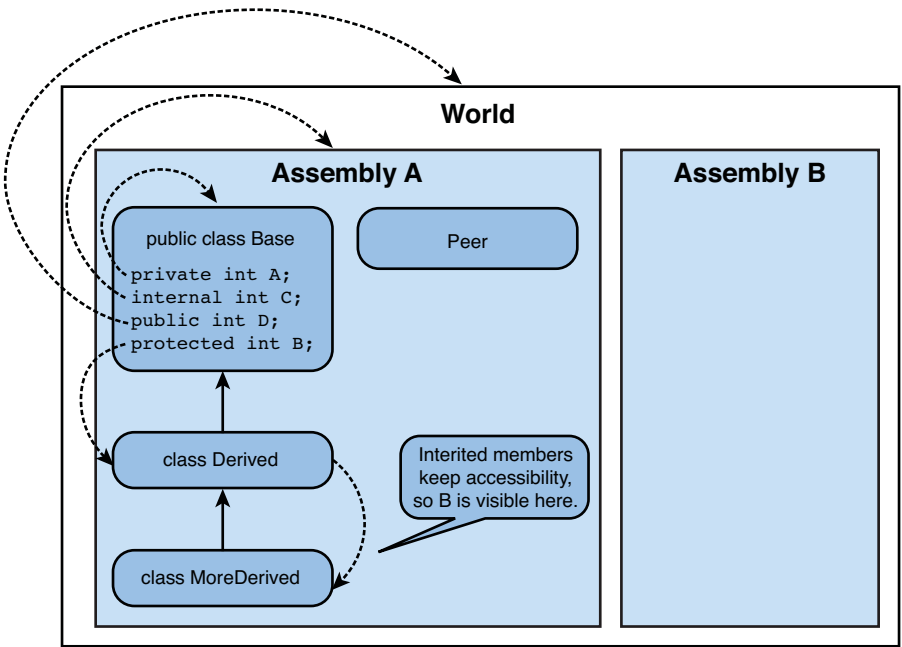 World
Assembly A
Assembly B
public class Base
private int A;
internal int C;
public int D;
protected int B;
Peer
class Derived
Interited members
keep accessibility,
so B is visible here.
class MoreDerived